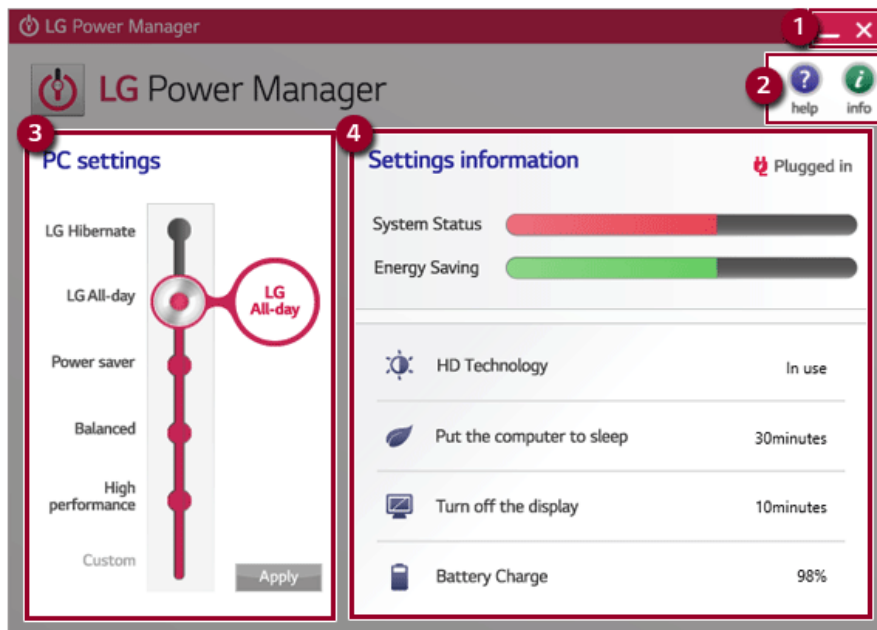 LG Power Manager
1
LG Power Manager
2
?
i
help
info
3
PC settings
LG Hibernate
LG All-day
LG
All-day
Power saver
Balanced
High
performance
Custom
Apply
4
Settings information
Plugged in
System Status
Energy Saving
HD Technology
In use
Put the computer to sleep
30minutes
Turn off the display
10minutes
Battery Charge
98%